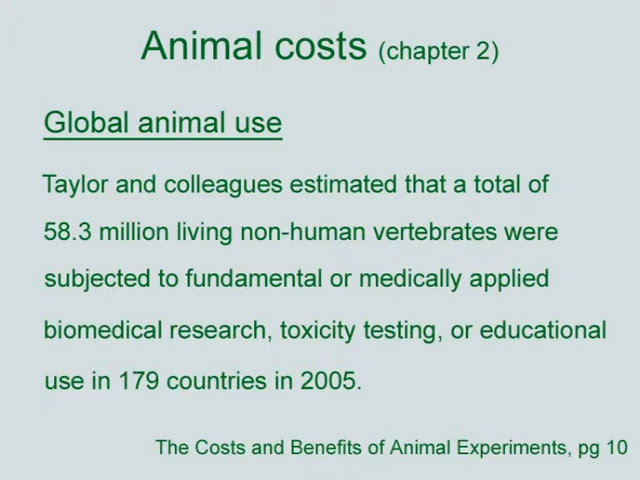 Animal costs (chapter 2)
Global animal use
Taylor and colleagues estimated that a total of
58.3 million living non-human vertebrates were
subjected to fundamental or medically applied
biomedical research, toxicity testing, or educational
use in 179 countries in 2005.
The Costs and Benefits of Animal Experiments, pg 10